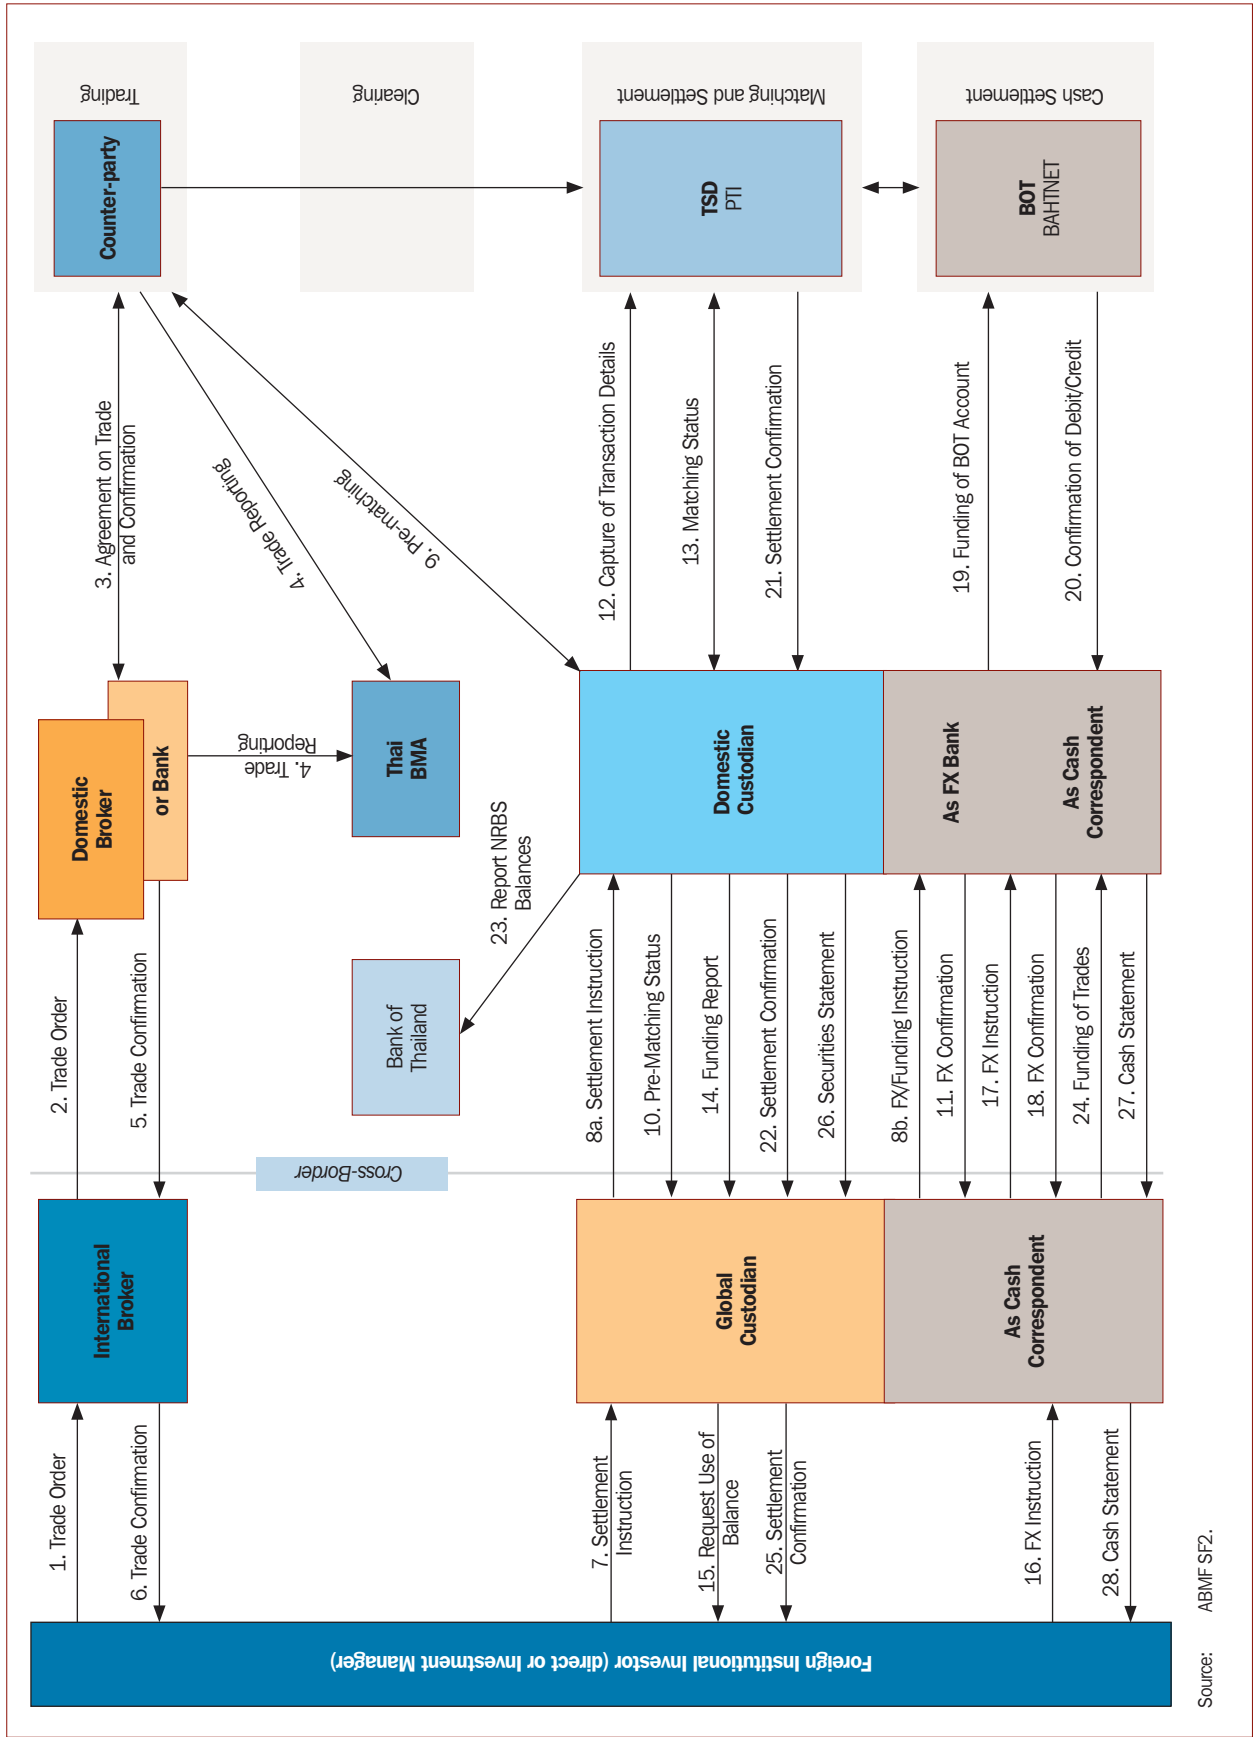 Foreign Institutional Investor (direct or Investment Manager)
1. Trade Order
6. Trade Confirmation
7. Settlement
Instruction
15. Request Use of
Balance
25. Settlement
Confirmation
16. FX Instruction
28. Cash Statement
International
Broker
Global
Custodian
As Cash
Correspondent
Cross-Border
2. Trade Order
5. Trade Confirmation
Bank of
Thailand
23. Report NRBS
Balances
8a. Settlement Instruction
10. Pre-Matching Status
14. Funding Report
22. Settlement Confirmation
26. Securities Statement
8b. FX/Funding Instruction
11. FX Confirmation
17. FX Instruction
18. FX Confirmation
24. Funding of Trades
27. Cash Statement
Domestic
Broker
or Bank
4. Trade
Reporting
Thai
BMA
Domestic
Custodian
As FX Bank
As Cash
Correspondent
3. Agreement on Trade
and Confirmation
4. Trade Reporting
9. Pre-matching
12. Capture of Transaction Details
13. Matching Status
21. Settlement Confirmation
19. Funding of BOT Account
20. Confirmation of Debit/Credit
Trading
Counter-party
Clearing
Matching and Settlement
TSD
PTI
Cash Settlement
BOT
BAHTNET
Source: ABMF SF2.